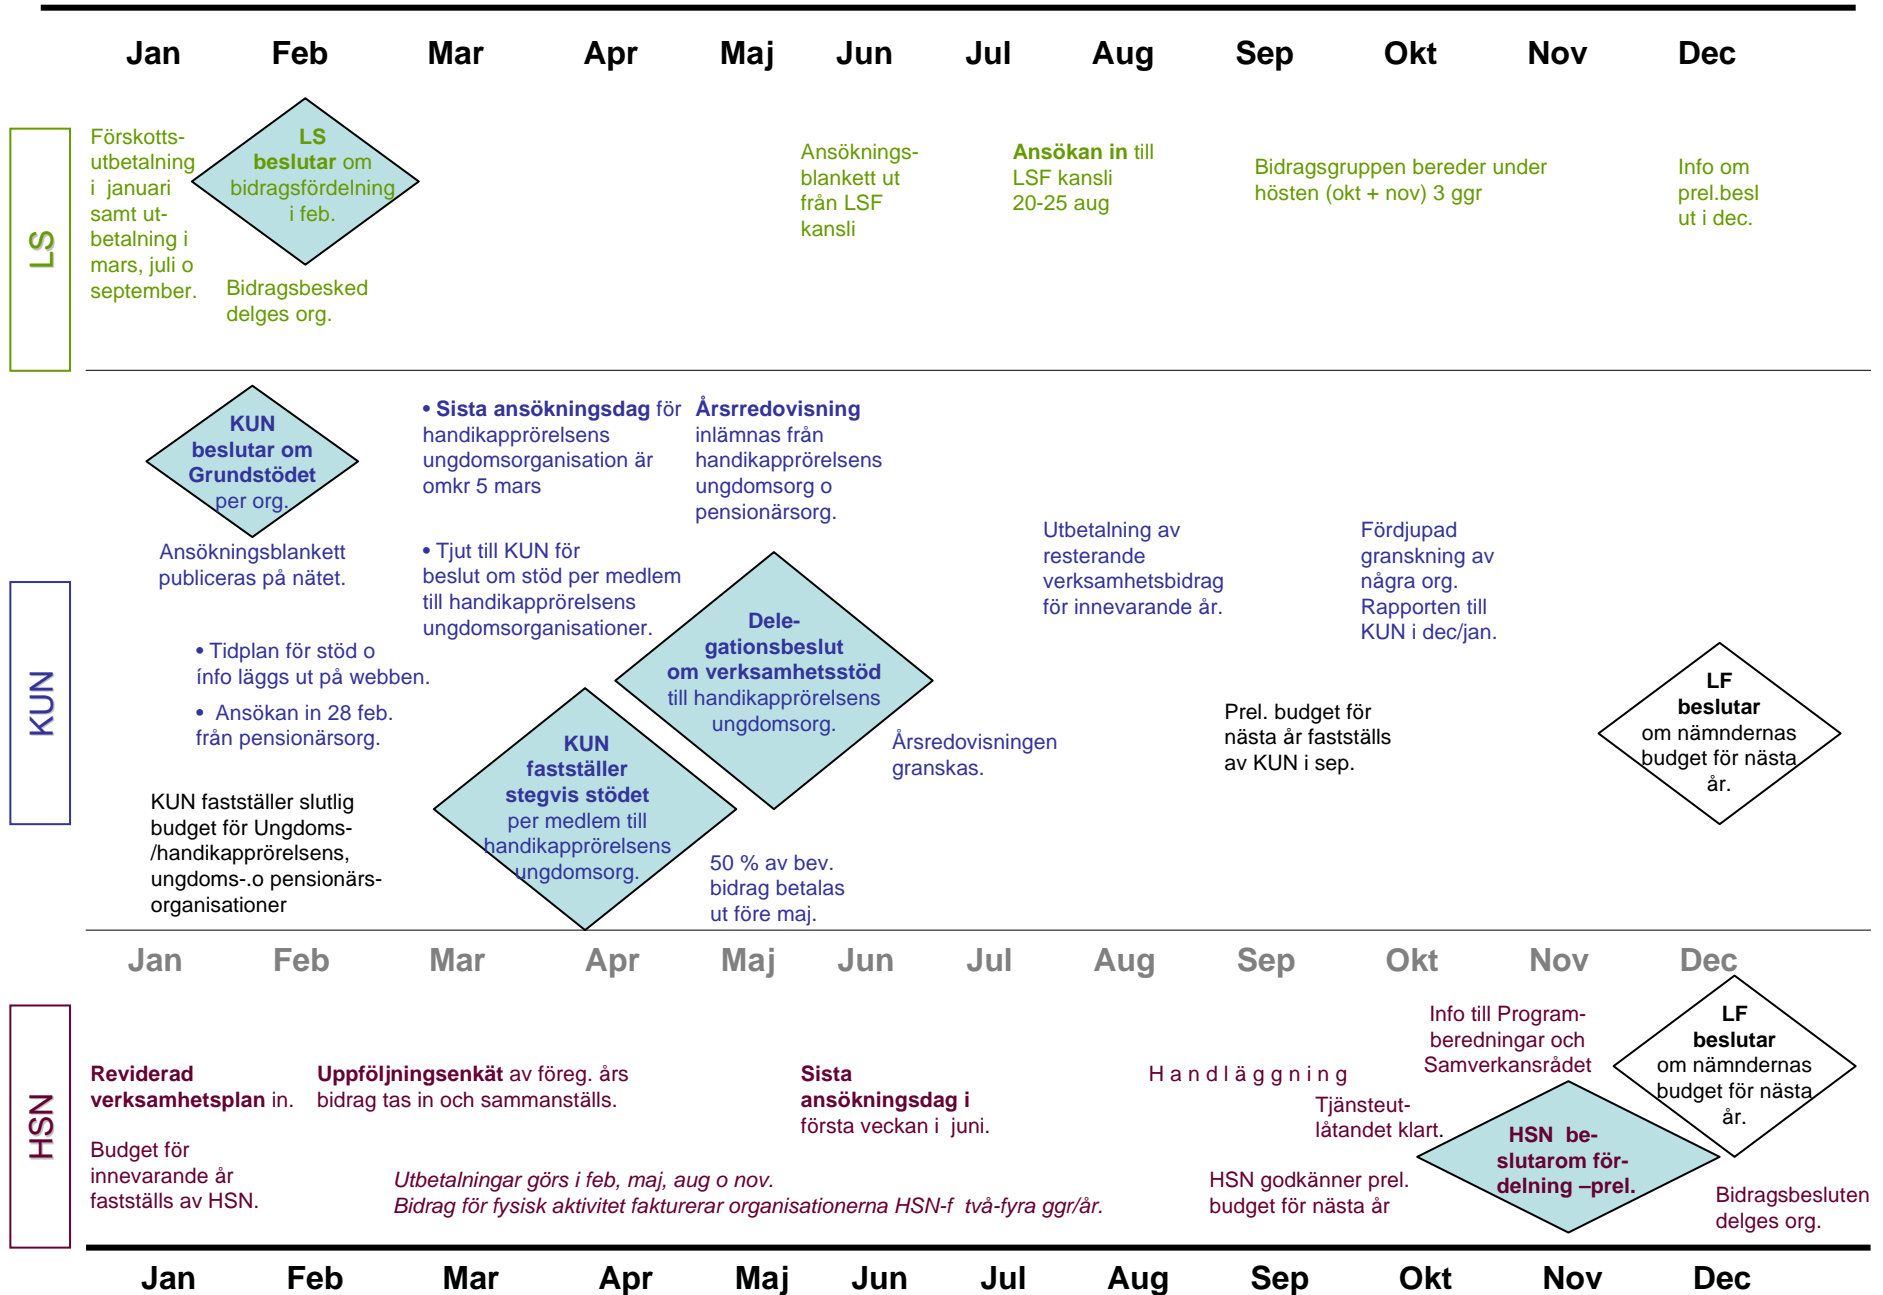 Jan Feb Mar Apr Maj Jun Jul Aug Sep Okt Nov Dec
LS
Förskotts-
utbetalning
i januari
samt ut-
betalning i
mars, juli o
september.
LS
beslutar om
bidragsfördelning
i feb.
Bidragsbesked
delges org.
Ansöknings-
blankett ut
från LSF
kansli
Ansökan in till
LSF kansli
20-25 aug
Bidragsgruppen bereder under
hösten (okt + nov) 3 ggr
Info om
prel.besl
ut i dec.
KUN
KUN
beslutar om
Grundstödet
per org.
Ansökningsblankett
publiceras på nätet.
• Tidplan för stöd o
ínfo läggs ut på webben.
• Ansökan in 28 feb.
från pensionärsorg.
KUN fastställer slutlig
budget för Ungdoms-
/handikapprörelsens,
ungdoms-.o pensionärs-
organisationer
• Sista ansökningsdag för
handikapprörelsens
ungdomsorganisation är
omkr 5 mars
• Tjut till KUN för
beslut om stöd per medlem
till handikapprörelsens
ungdomsorganisationer.
KUN
fastställer
stegvis stödet
per medlem till
handikapprörelsens
ungdomsorg.
Årsrredovisning
inlämnas från
handikapprörelsens
ungdomsorg o
pensionärsorg.
Dele-
gationsbeslut
om verksamhetsstöd
till handikapprörelsens
ungdomsorg.
50 % av bev.
bidrag betalas
ut före maj.
Årsredovisningen
granskas.
Utbetalning av
resterande
verksamhetsbidrag
för innevarande år.
Prel. budget för
nästa år fastställs
av KUN i sep.
Fördjupad
granskning av
några org.
Rapporten till
KUN i dec/jan.
LF
beslutar
om nämndernas
budget för nästa
år.
Jan Feb Mar Apr Maj Jun Jul Aug Sep Okt Nov Dec
HSN
Reviderad
verksamhetsplan in.
Budget för
innevarande år
fastställs av HSN.
Uppföljningsenkät av föreg. års
bidrag tas in och sammanställs.
Utbetalningar görs i feb, maj, aug o nov.
Bidrag för fysisk aktivitet fakturerar organisationerna HSN-f två-fyra ggr/år.
Sista
ansökningsdag i
första veckan i juni.
H a n d l ä g g n i n g
Tjänsteut-
låtandet klart.
HSN godkänner prel.
budget för nästa år
Info till Program-
beredningar och
Samverkansrådet
HSN be-
slutarom för-
delning –prel.
LF
beslutar
om nämndernas
budget för nästa
år.
Bidragsbesluten
delges org.
Jan Feb Mar Apr Maj Jun Jul Aug Sep Okt Nov Dec